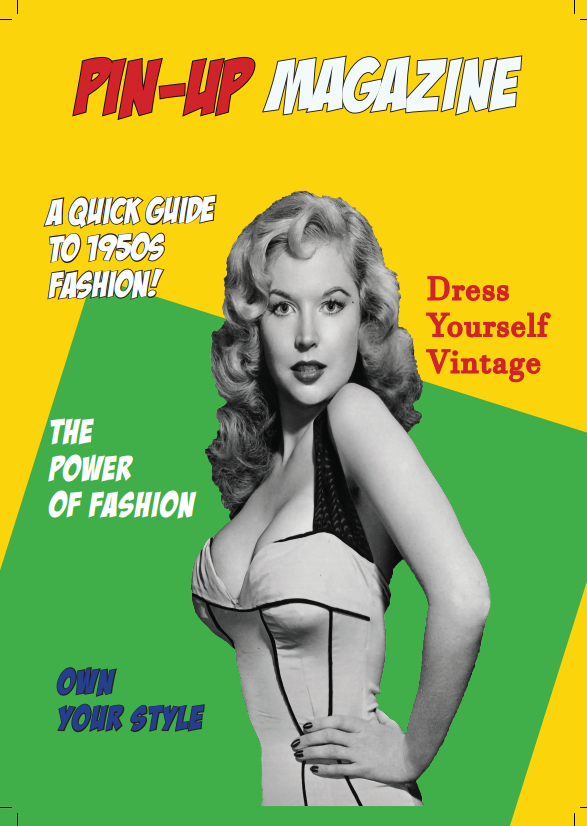 PIN-UP MAGAZINE
A QUICK GUIDE
TO 1950S
FASHION!
Dress
Yourself
Vintage
THE
POWER
OF FASHION
OWN
YOUR STYLE